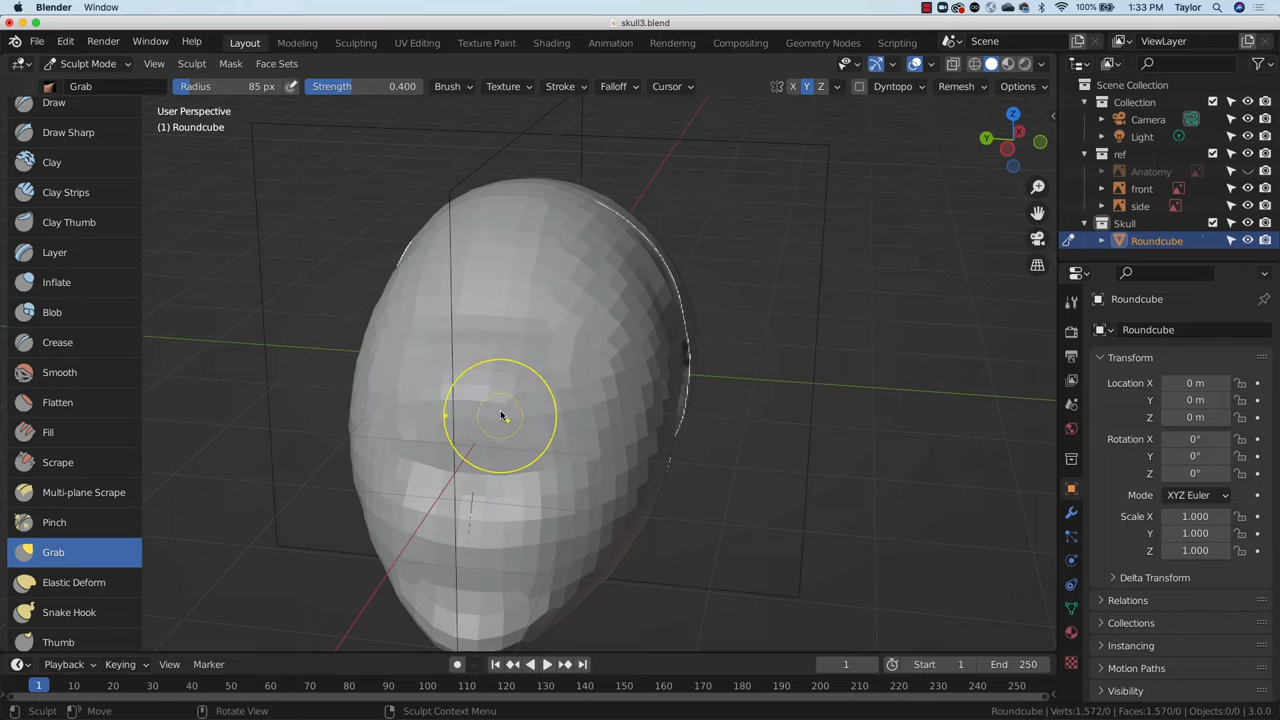 Blender Window 100% Taylor 1:33 PM
skull3.blend
File Edit Render Window Help Layout Modeling Sculpting UV Editing Texture Paint Shading Animation Rendering Compositing Geometry Nodes Scripting Scene ViewLayer
Sculpt Mode View Sculpt Mask Face Sets
Grab Radius 85 px Strength 0.400 Brush Texture Stroke Falloff Cursor X Y Z Dyntopo Remesh Options
User Perspective
(1) Roundcube
Z
Y
X
Draw
Draw Sharp
Clay
Clay Strips
Clay Thumb
Layer
Inflate
Blob
Crease
Smooth
Flatten
Fill
Scrape
Multi-plane Scrape
Pinch
Grab
Elastic Deform
Snake Hook
Thumb
Scene Collection
Collection
Camera
Light
ref
Anatomy
front
side
Skull
Roundcube
Roundcube
Roundcube
Transform
Location X 0 m
Y 0 m
Z 0 m
Rotation X 0°
Y 0°
Z 0°
Mode XYZ Euler
Scale X 1.000
Y 1.000
Z 1.000
Delta Transform
Relations
Collections
Instancing
Motion Paths
Visibility
Playback Keying View Marker 1 Start 1 End 250
1 10 20 30 40 50 60 70 80 90 100 110 120 130 140 150 160 170 180 190 200 210 220 230 240 250
Sculpt Move Rotate View Sculpt Context Menu Roundcube | Verts:1,572/0 | Faces:1,570/0 | Objects:0/0 | 3.0.0